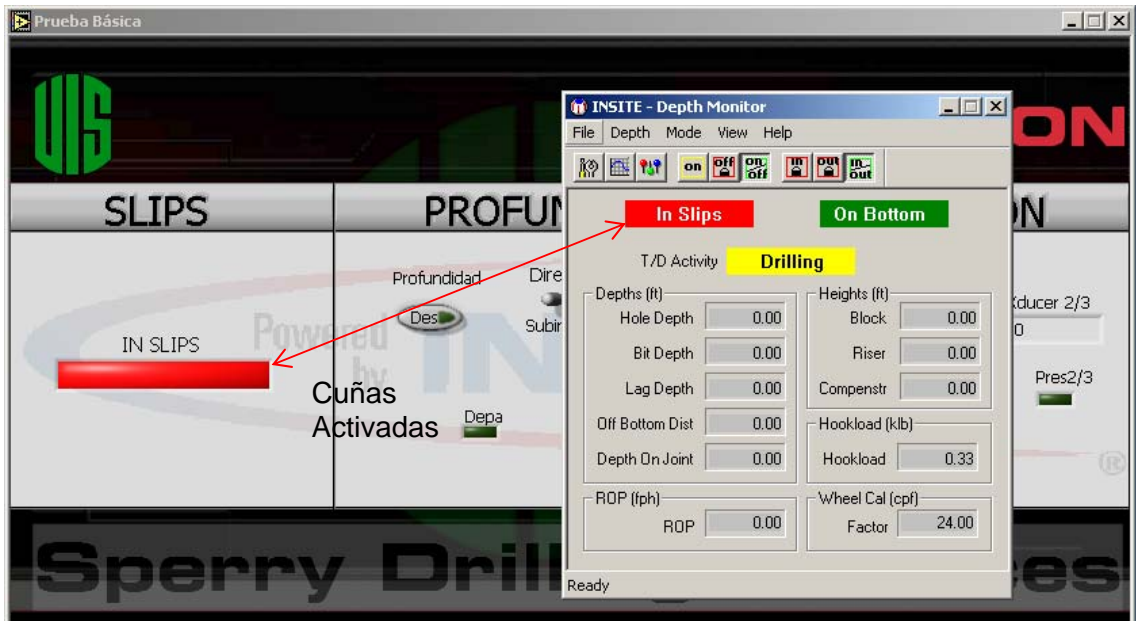 Prueba Básica
UIS
ON
SLIPS
IN SLIPS
PROFUN
Profundidad
Des
Dire
Subir
Depa
Powered
by
IN
Cuñas
Activadas
INSITE - Depth Monitor
File Depth Mode View Help
on off on/off in out in/out
In Slips On Bottom
T/D Activity Drilling
Depths (ft)
Hole Depth 0.00
Bit Depth 0.00
Lag Depth 0.00
Off Bottom Dist 0.00
Depth On Joint 0.00
ROP (fph)
ROP 0.00
Heights (ft)
Block 0.00
Riser 0.00
Compenstr 0.00
Hookload (klb)
Hookload 0.33
Wheel Cal (cpf)
Factor 24.00
Ready
ÓN
Xducer 2/3
0
Pres2/3
®
Sperry Drill
es